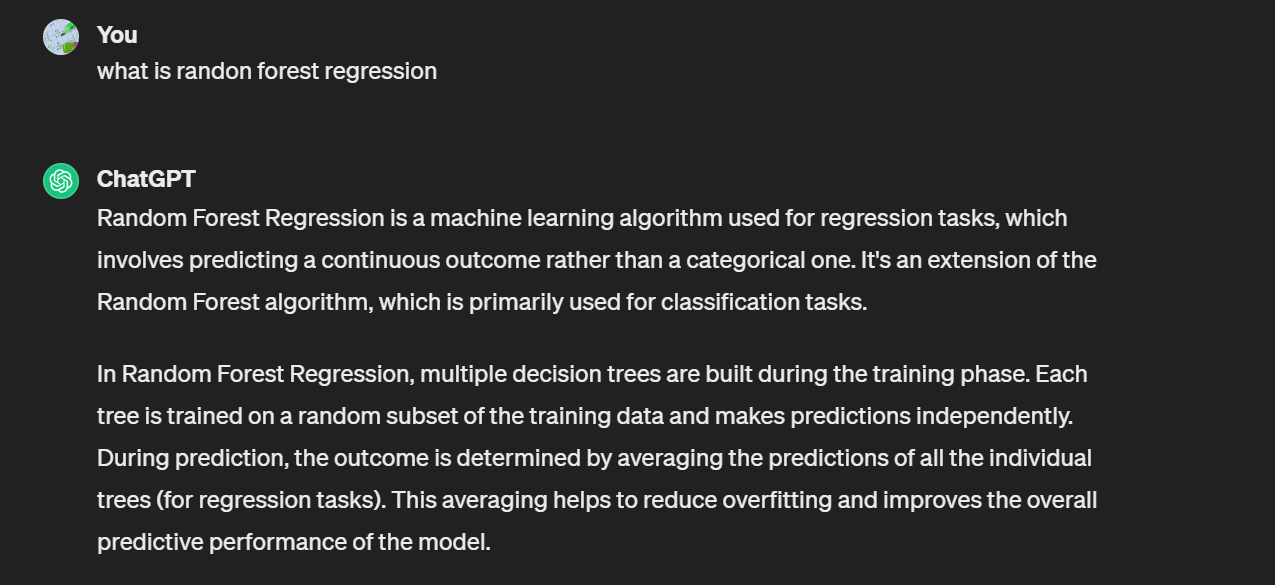 You
what is randon forest regression
ChatGPT
Random Forest Regression is a machine learning algorithm used for regression tasks, which
involves predicting a continuous outcome rather than a categorical one. It's an extension of the
Random Forest algorithm, which is primarily used for classification tasks.
In Random Forest Regression, multiple decision trees are built during the training phase. Each
tree is trained on a random subset of the training data and makes predictions independently.
During prediction, the outcome is determined by averaging the predictions of all the individual
trees (for regression tasks). This averaging helps to reduce overfitting and improves the overall
predictive performance of the model.